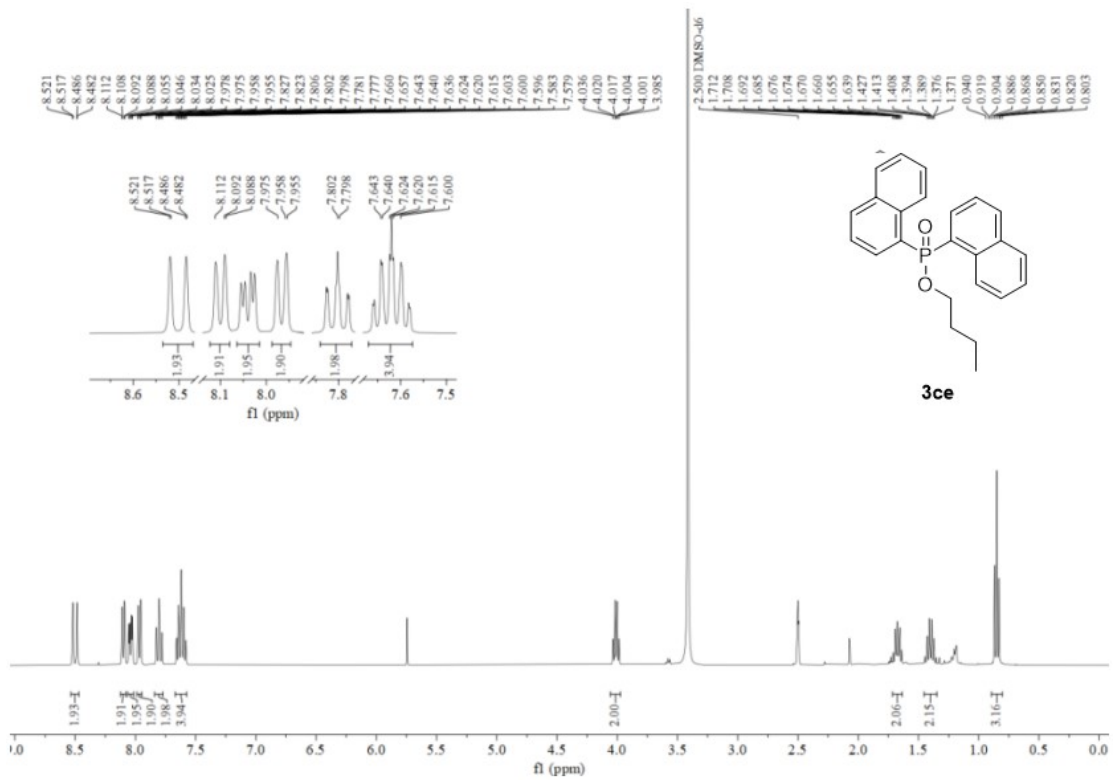 8.521 8.517 8.486 8.482 8.112 8.108 8.092 8.088 8.055 8.046 8.034 8.025 7.978 7.975 7.958 7.955 7.827 7.823 7.806 7.802 7.798 7.781 7.777 7.660 7.657 7.643 7.640 7.636 7.624 7.620 7.615 7.603 7.600 7.596 7.583 7.579 4.036 4.020 4.017 4.004 4.001 3.985 2.500 DMSO-d6 1.712 1.708 1.692 1.685 1.676 1.674 1.670 1.660 1.655 1.639 1.427 1.413 1.408 1.394 1.389 1.376 1.371 0.940 0.919 0.904 0.886 0.868 0.850 0.831 0.820 0.803
8.521 8.517 8.486 8.482 8.112 8.092 8.088 7.975 7.958 7.955 7.802 7.798 7.643 7.640 7.624 7.620 7.615 7.600
O
P
O
1.93 1.91 1.95 1.90 1.98 3.94
8.6 8.5 8.1 8.0 7.8 7.6 7.5
f1 (ppm)
3ce
1.93 1.91 1.95 1.90 1.98 3.94 2.00 2.06 2.15 3.16
.0 8.5 8.0 7.5 7.0 6.5 6.0 5.5 5.0 4.5 4.0 3.5 3.0 2.5 2.0 1.5 1.0 0.5 0.0
f1 (ppm)